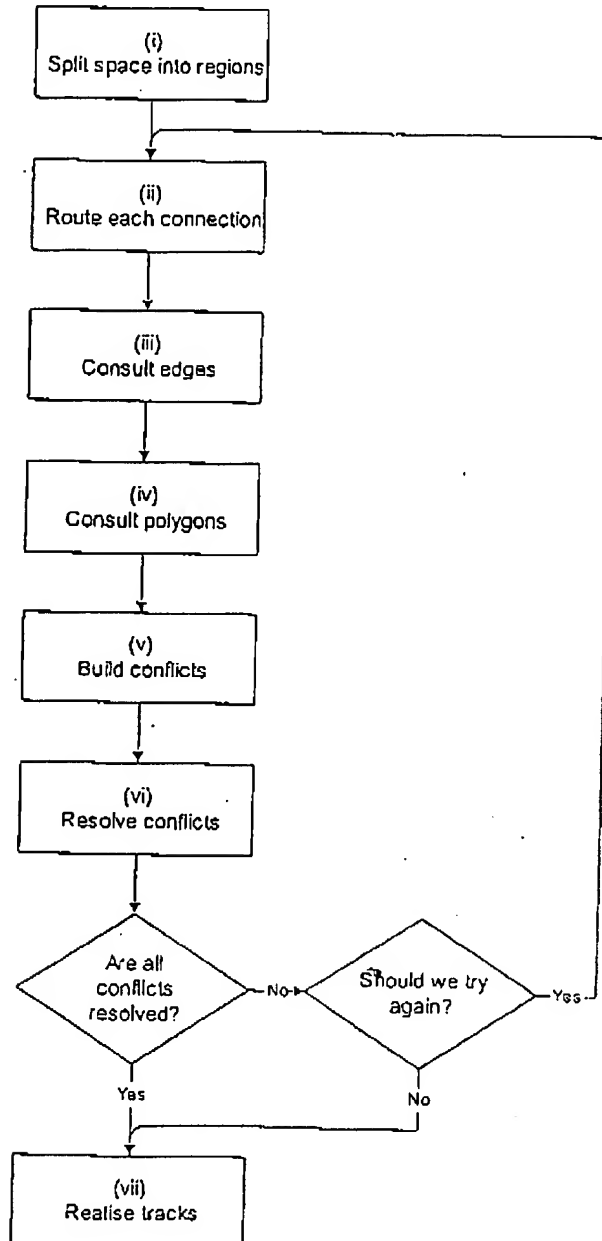 (i)
Split space into regions
(ii)
Route each connection
(iii)
Consult edges
(iv)
Consult polygons
(v)
Build conflicts
(vi)
Resolve conflicts
Are all
conflicts
resolved?
No
Should we try
again?
Yes
Yes
No
(vii)
Realise tracks